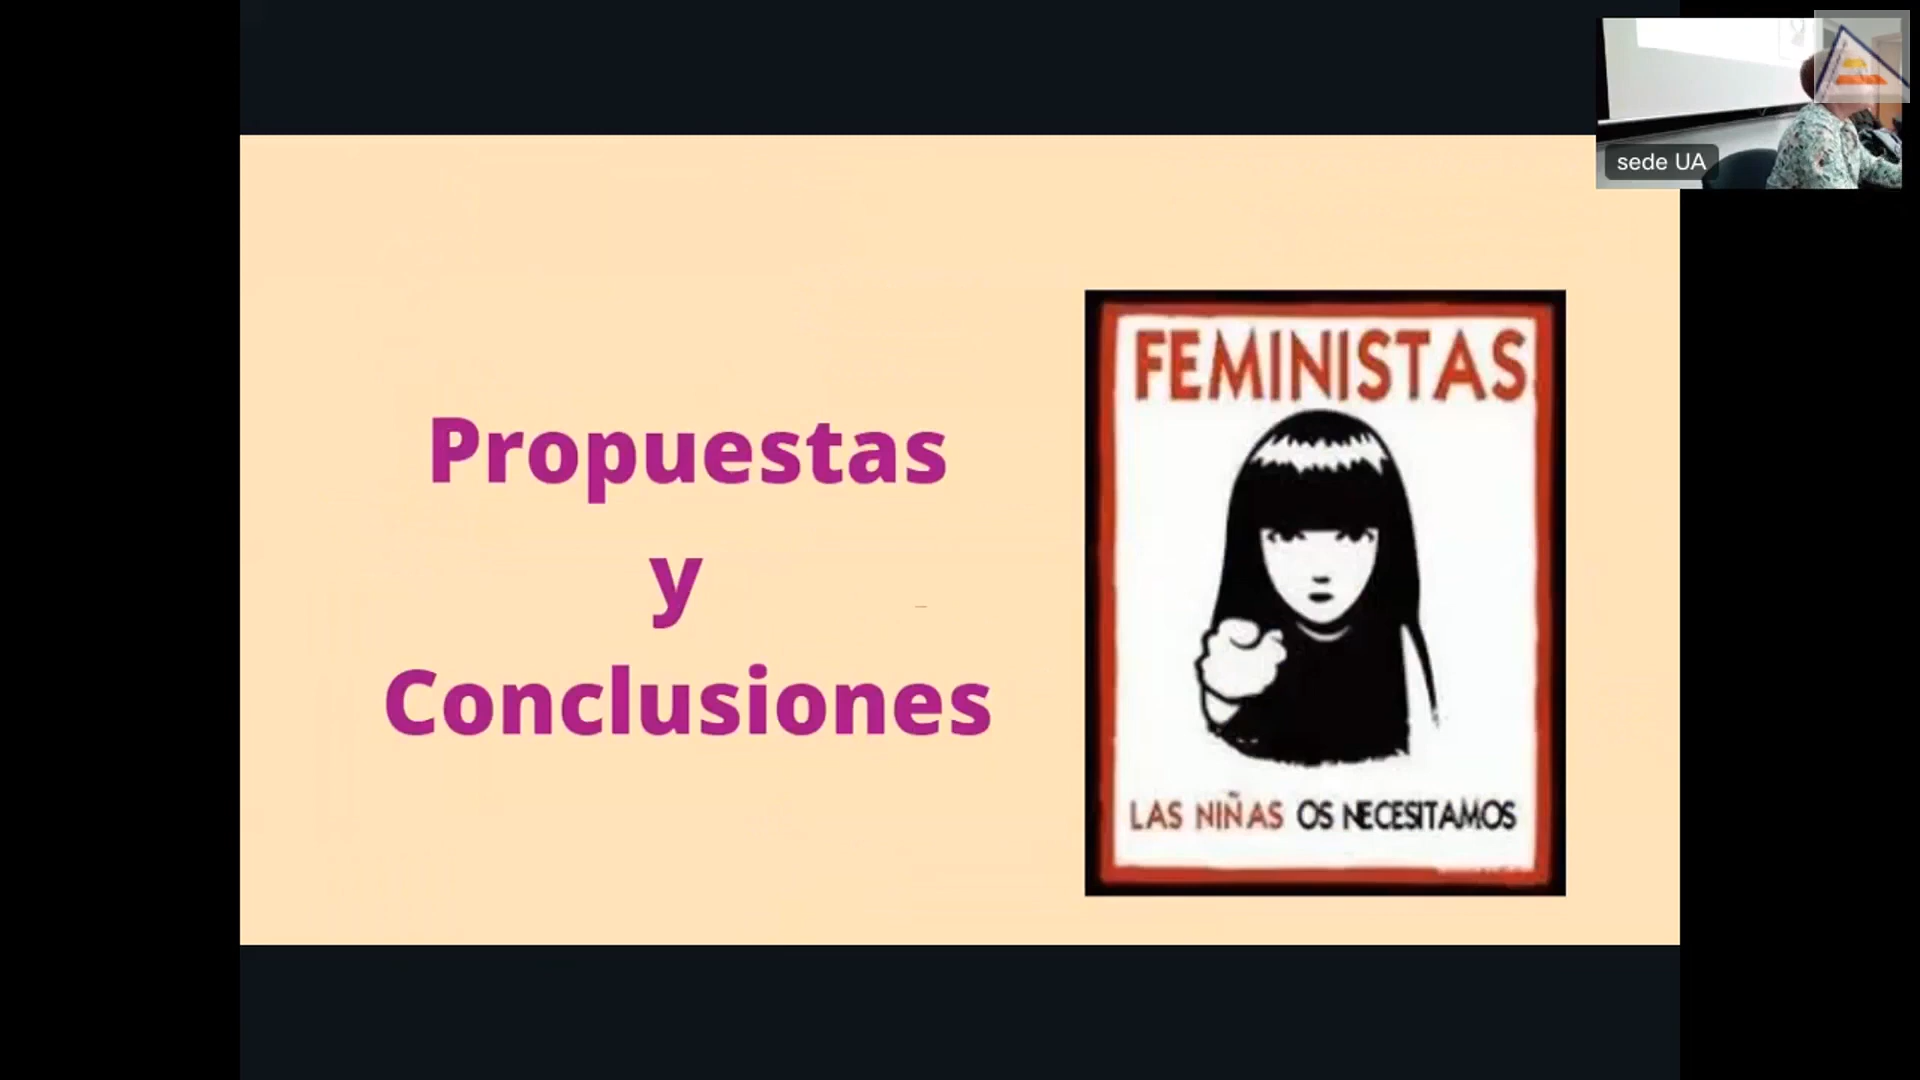 sede UA
Propuestas
y
Conclusiones
FEMINISTAS
LAS NIÑAS OS NECESITAMOS